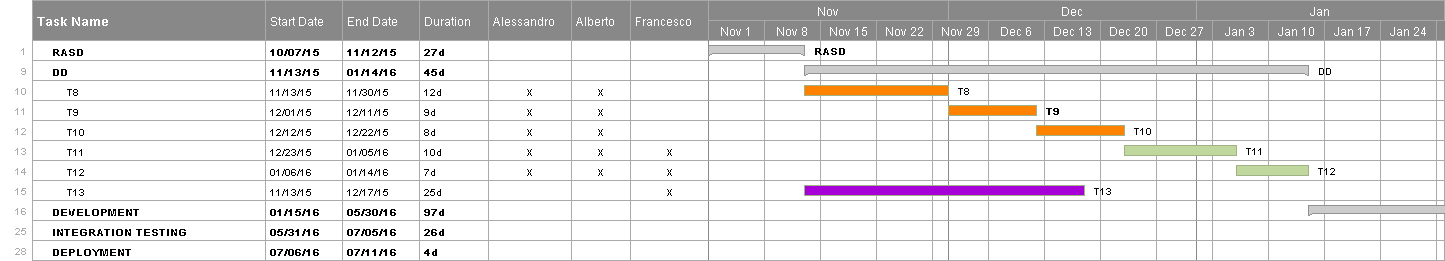 Nov Dec Jan
Task Name Start Date End Date Duration Alessandro Alberto Francesco
Nov 1 Nov 8 Nov 15 Nov 22 Nov 29 Dec 6 Dec 13 Dec 20 Dec 27 Jan 3 Jan 10 Jan 17 Jan 24
1 RASD 10/07/15 11/12/15 27d RASD
9 DD 11/13/15 01/14/16 45d DD
10 T8 11/13/15 11/30/15 12d X X T8
11 T9 12/01/15 12/11/15 9d X X T9
12 T10 12/12/15 12/22/15 8d X X T10
13 T11 12/23/15 01/05/16 10d X X X T11
14 T12 01/06/16 01/14/16 7d X X X T12
15 T13 11/13/15 12/17/15 25d X T13
16 DEVELOPMENT 01/15/16 05/30/16 97d
25 INTEGRATION TESTING 05/31/16 07/05/16 26d
28 DEPLOYMENT 07/06/16 07/11/16 4d